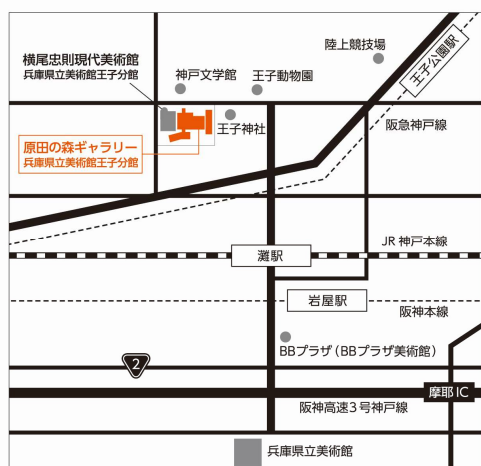 陸上競技場
王子公園駅
横尾忠則現代美術館
兵庫県立美術館王子分館
神戸文学館
王子動物園
王子神社
阪急神戸線
原田の森ギャラリー
兵庫県立美術館王子分館
JR 神戸本線
灘駅
岩屋駅
阪神本線
BBプラザ（BBプラザ美術館）
2
摩耶IC
阪神高速3号神戸線
兵庫県立美術館